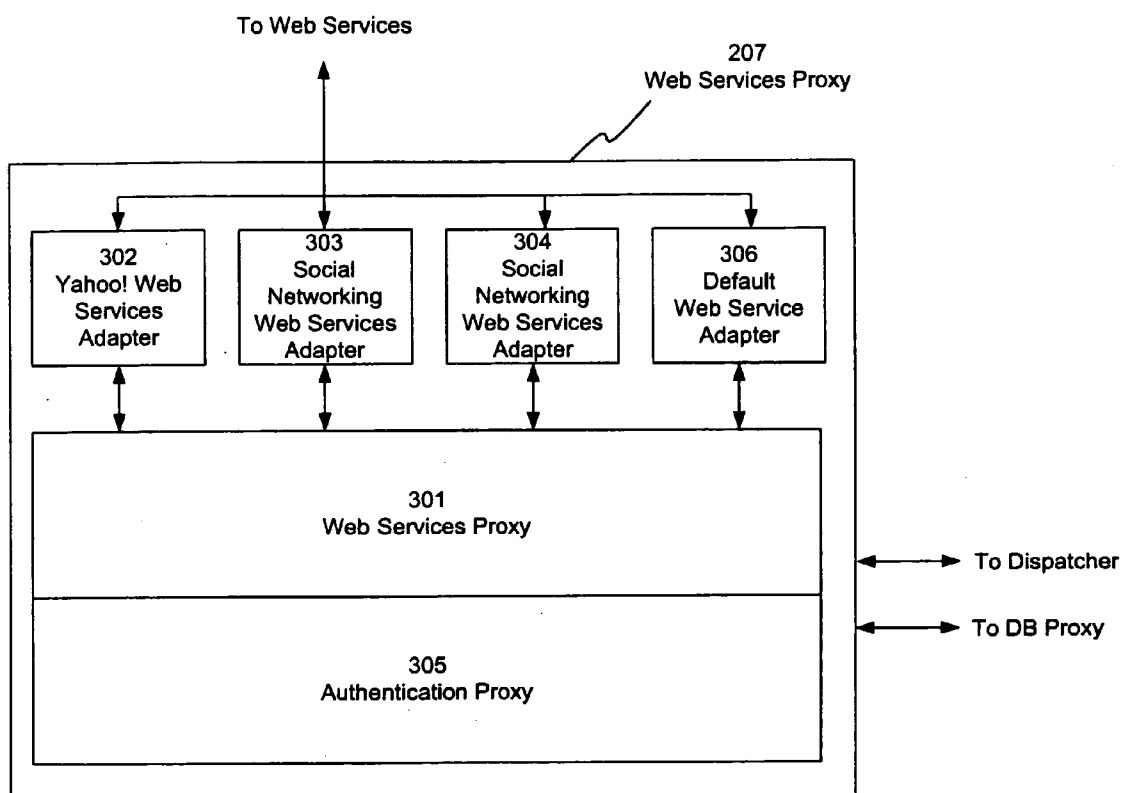 To Web Services
207
Web Services Proxy
302
Yahoo! Web
Services
Adapter
303
Social
Networking
Web Services
Adapter
304
Social
Networking
Web Services
Adapter
306
Default
Web Service
Adapter
301
Web Services Proxy
To Dispatcher
To DB Proxy
305
Authentication Proxy